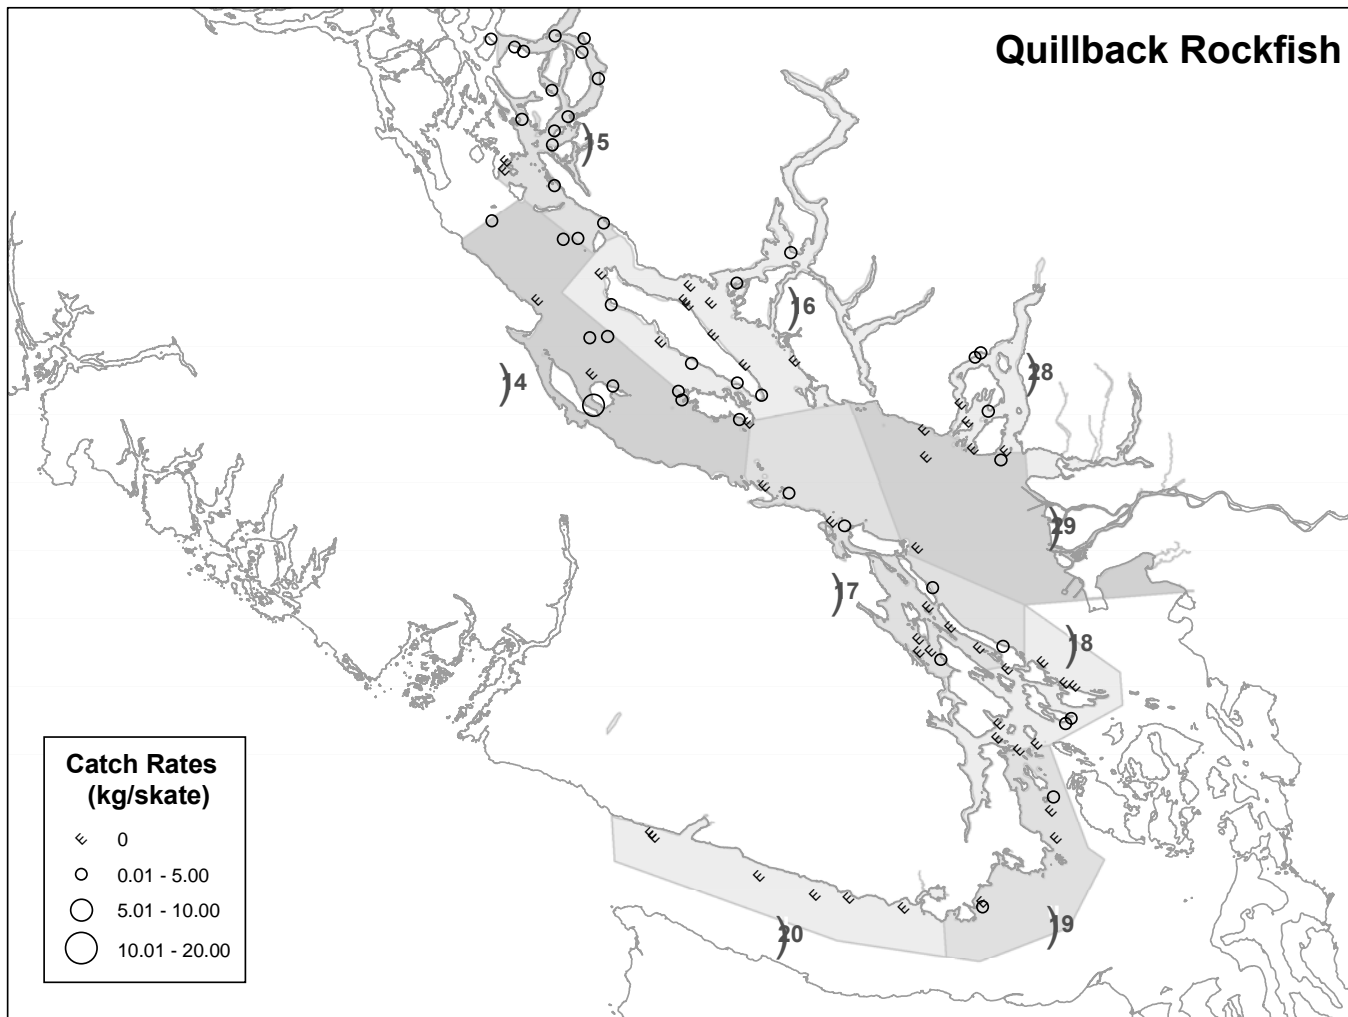 Quillback Rockfish
15
16
28
14
29
17
18
19
20
Catch Rates
(kg/skate)
0
0.01 - 5.00
5.01 - 10.00
10.01 - 20.00